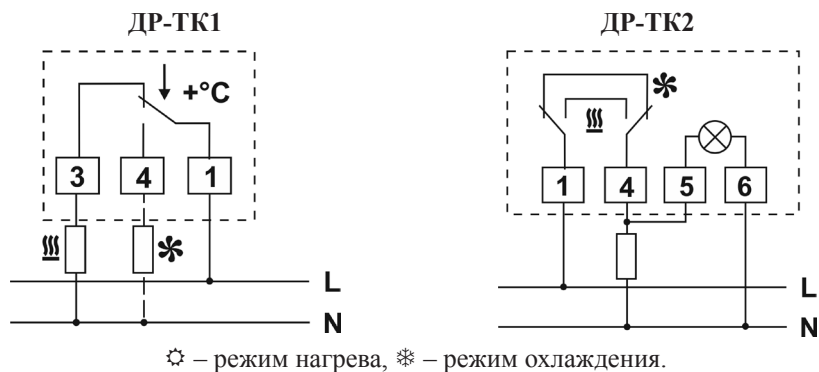 ДР-ТК1
ДР-ТК2
+°C
3 4 1
1 4 5 6
L
N
L
N
☼ – режим нагрева, ❄ – режим охлаждения.